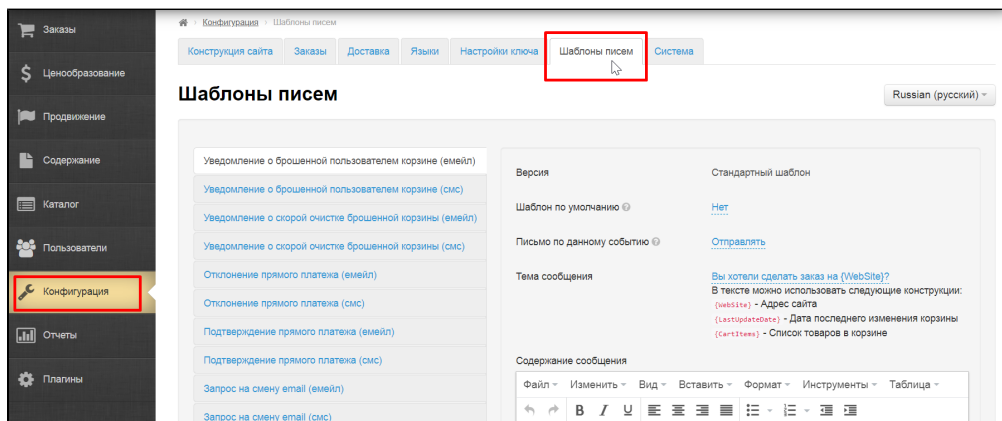 Заказы
Ценообразование
Продвижение
Содержание
Каталог
Пользователи
Конфигурация
Отчеты
Плагины
Конфигурация Шаблоны писем
Конструкция сайта Заказы Доставка Языки Настройки ключа Шаблоны писем Система
Шаблоны писем
Russian (русский)
Уведомление о брошенной пользователем корзине (емейл)
Уведомление о брошенной пользователем корзине (смс)
Уведомление о скорой очистке брошенной корзины (емейл)
Уведомление о скорой очистке брошенной корзины (смс)
Отклонение прямого платежа (емейл)
Отклонение прямого платежа (смс)
Подтверждение прямого платежа (емейл)
Подтверждение прямого платежа (смс)
Запрос на смену email (емейл)
Запрос на смену email (смс)
Версия Стандартный шаблон
Шаблон по умолчанию Нет
Письмо по данному событию Отправлять
Тема сообщения Вы хотели сделать заказ на {WebSite}?
В тексте можно использовать следующие конструкции:
{WebSite} - Адрес сайта
{LastUpdateDate} - Дата последнего изменения корзины
{CartItems} - Список товаров в корзине
Содержание сообщения
Файл Изменить Вид Вставить Формат Инструменты Таблица
B I U